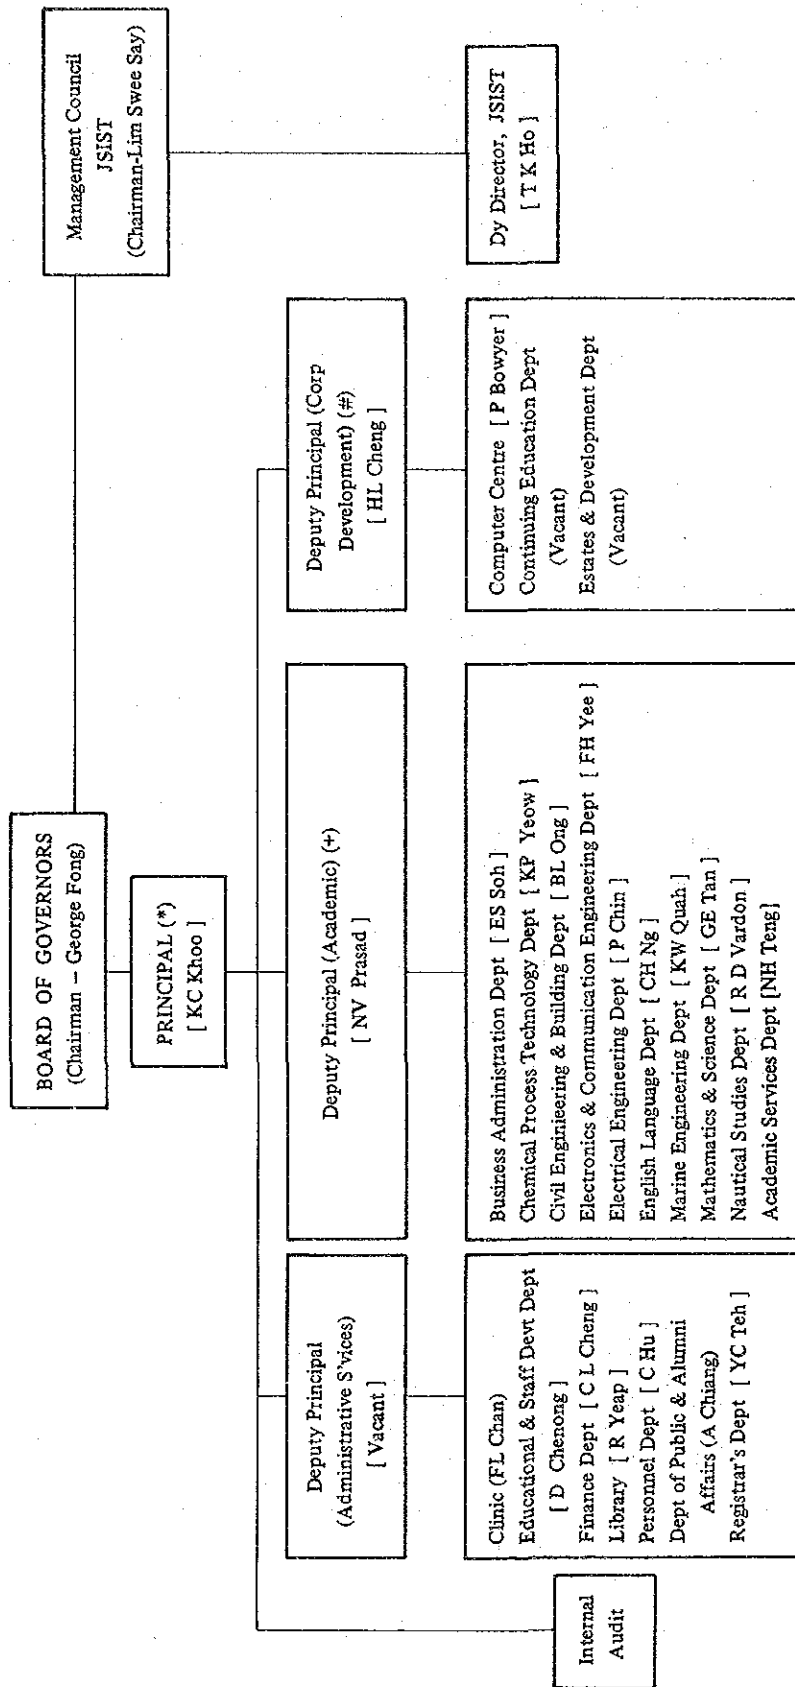 BOARD OF GOVERNORS
(Chairman – George Fong)
Management Council
JSIST
(Chairman-Lim Swee Say)
PRINCIPAL (*)
[ KC Khoo ]
Deputy Principal
(Administrative S'vices)
[ Vacant ]
Deputy Principal (Academic) (+)
[ NV Prasad ]
Deputy Principal (Corp
Development) (#)
[ HL Cheng ]
Dy Director, JSIST
[ T K Ho ]
Internal
Audit
Clinic (FL Chan)
Educational & Staff Devt Dept
[ D Chenong ]
Finance Dept [ C L Cheng ]
Library [ R Yeap ]
Personnel Dept [ C Hu ]
Dept of Public & Alumni
Affairs (A Chiang)
Registrar's Dept [ YC Teh ]
Business Administration Dept [ ES Soh ]
Chemical Process Technology Dept [ KP Yeow ]
Civil Enginieering & Building Dept [ BL Ong ]
Electronics & Communication Engineering Dept [ FH Yee ]
Electrical Engineering Dept [ P Chin ]
English Language Dept [ CH Ng ]
Marine Engineering Dept [ KW Quah ]
Mathematics & Science Dept [ GE Tan ]
Nautical Studies Dept [ R D Vardon ]
Academic Services Dept [NH Teng]
Computer Centre [ P Bowyer ]
Continuing Education Dept
(Vacant)
Estates & Development Dept
(Vacant)